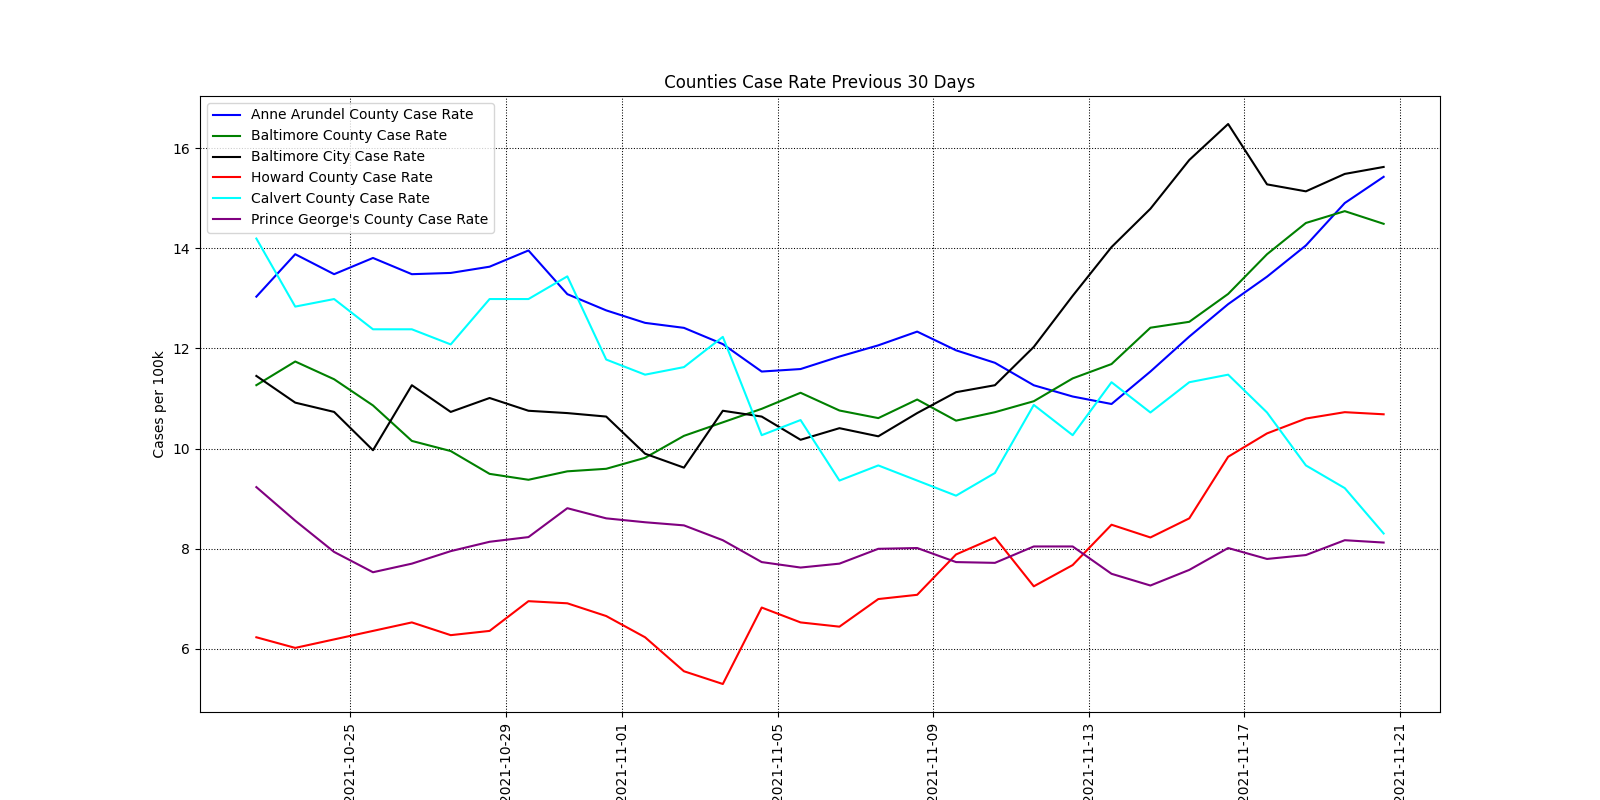 Counties Case Rate Previous 30 Days
Anne Arundel County Case Rate
Baltimore County Case Rate
Baltimore City Case Rate
Howard County Case Rate
Calvert County Case Rate
Prince George's County Case Rate
Cases per 100k
16
14
12
10
8
6
2021-10-25
2021-10-29
2021-11-01
2021-11-05
2021-11-09
2021-11-13
2021-11-17
2021-11-21